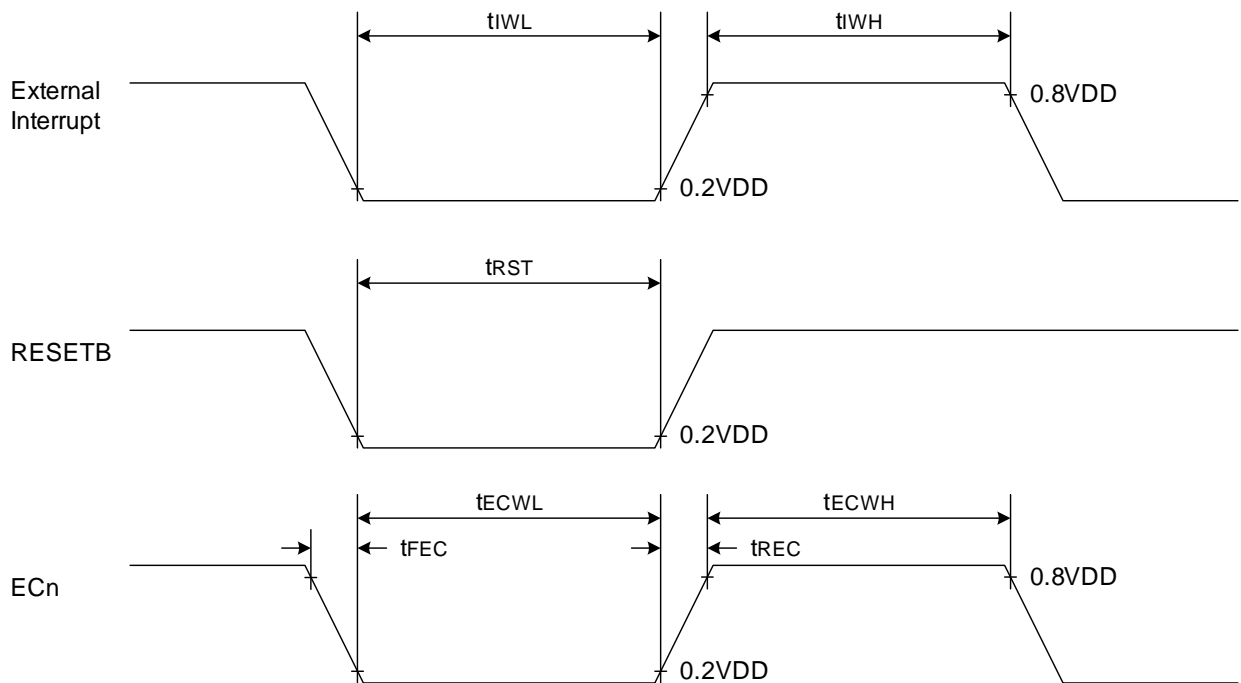 tIWL
tIWH
External
Interrupt
0.8VDD
0.2VDD
tRST
RESETB
0.2VDD
tECWL
tECWH
tFEC
tREC
ECn
0.8VDD
0.2VDD